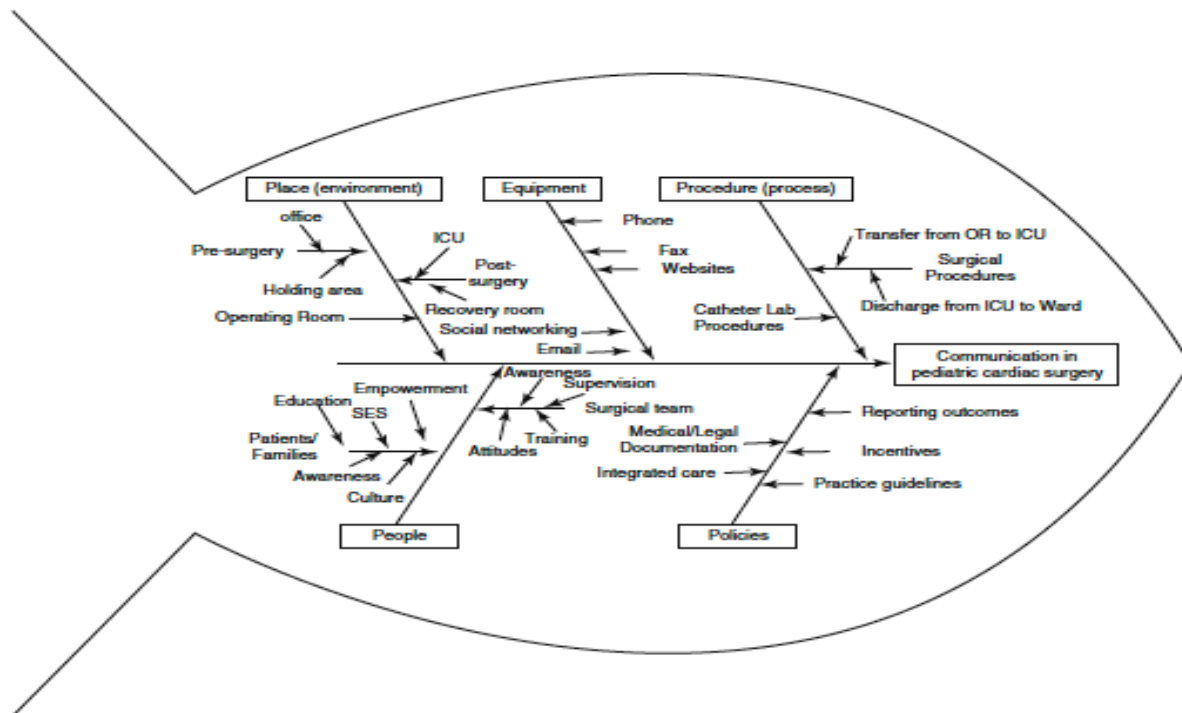 Place (environment)
Equipment
Procedure (process)
office
Pre-surgery
Holding area
Operating Room
ICU
Post-
surgery
Recovery room
Phone
Fax
Websites
Social networking
Email
Transfer from OR to ICU
Surgical
Procedures
Discharge from ICU to Ward
Catheter Lab
Procedures
Communication in
pediatric cardiac surgery
Education
SES
Empowerment
Patients/
Families
Awareness
Culture
Awareness
Supervision
Surgical team
Training
Attitudes
Reporting outcomes
Medical/Legal
Documentation
Incentives
Integrated care
Practice guidelines
People
Policies